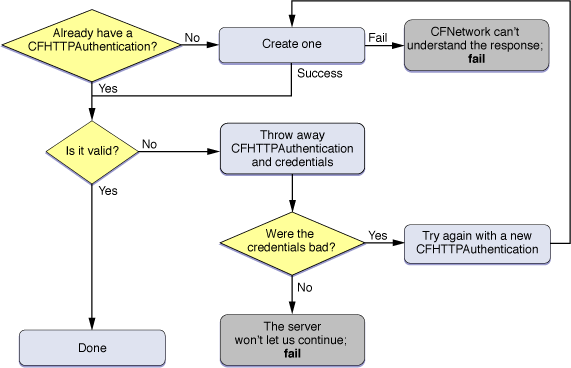 Already have a
CFHTTPAuthentication?
No
Create one
Fail
CFNetwork can't
understand the response;
fail
Success
Yes
Is it valid?
No
Throw away
CFHTTPAuthentication
and credentials
Yes
Were the
credentials bad?
Yes
Try again with a new
CFHTTPAuthentication
No
Done
The server
won't let us continue;
fail